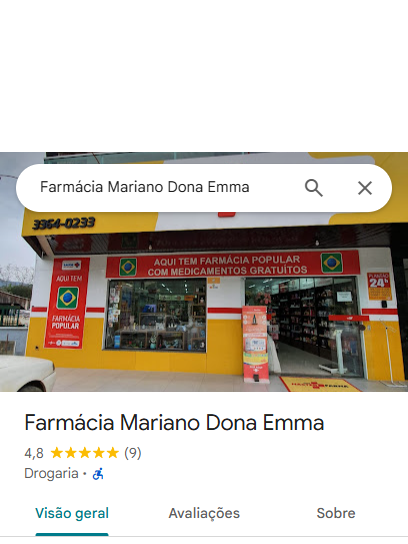 Farmácia Mariano Dona Emma
3364-0233
AQUI TEM FARMÁCIA POPULAR
COM MEDICAMENTOS GRATUÍTOS
AQUI TEM
FARMÁCIA
POPULAR
PLANTÃO
24h
Farmácia Mariano Dona Emma
4,8 (9)
Drogaria ·
Visão geral
Avaliações
Sobre